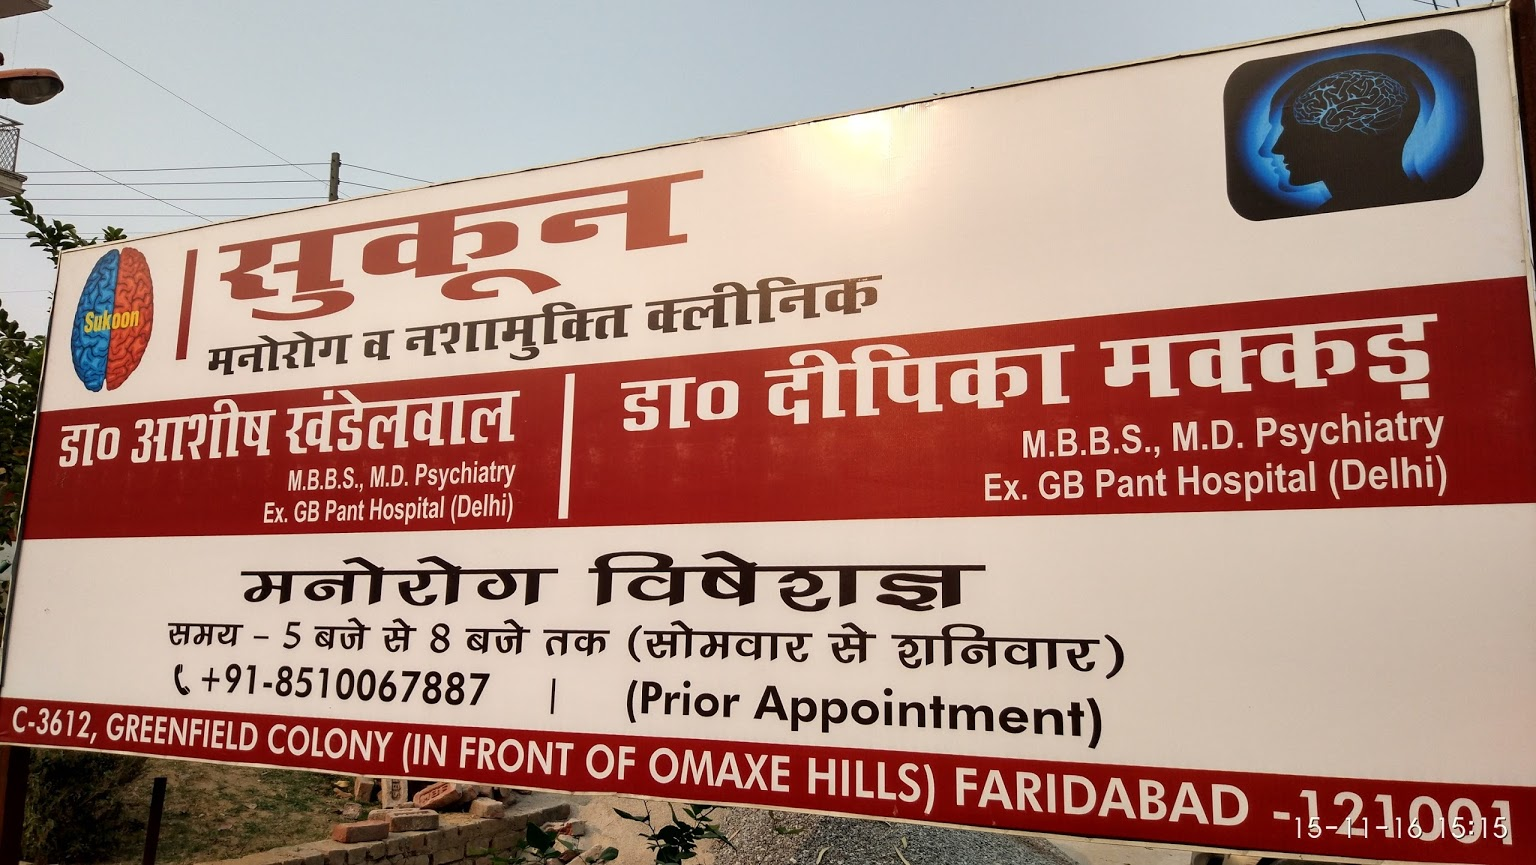 Sukoon
सुकून
मनोरोग व नशामुक्ति क्लीनिक
डा० आशीष खंडेलवाल
M.B.B.S., M.D. Psychiatry
Ex. GB Pant Hospital (Delhi)
डा० दीपिका मक्कड़
M.B.B.S., M.D. Psychiatry
Ex. GB Pant Hospital (Delhi)
मनोरोग विषेशज्ञ
समय – 5 बजे से 8 बजे तक (सोमवार से शनिवार)
+91-8510067887 | (Prior Appointment)
C-3612, GREENFIELD COLONY (IN FRONT OF OMAXE HILLS) FARIDABAD -121001
15-11-16 15:15